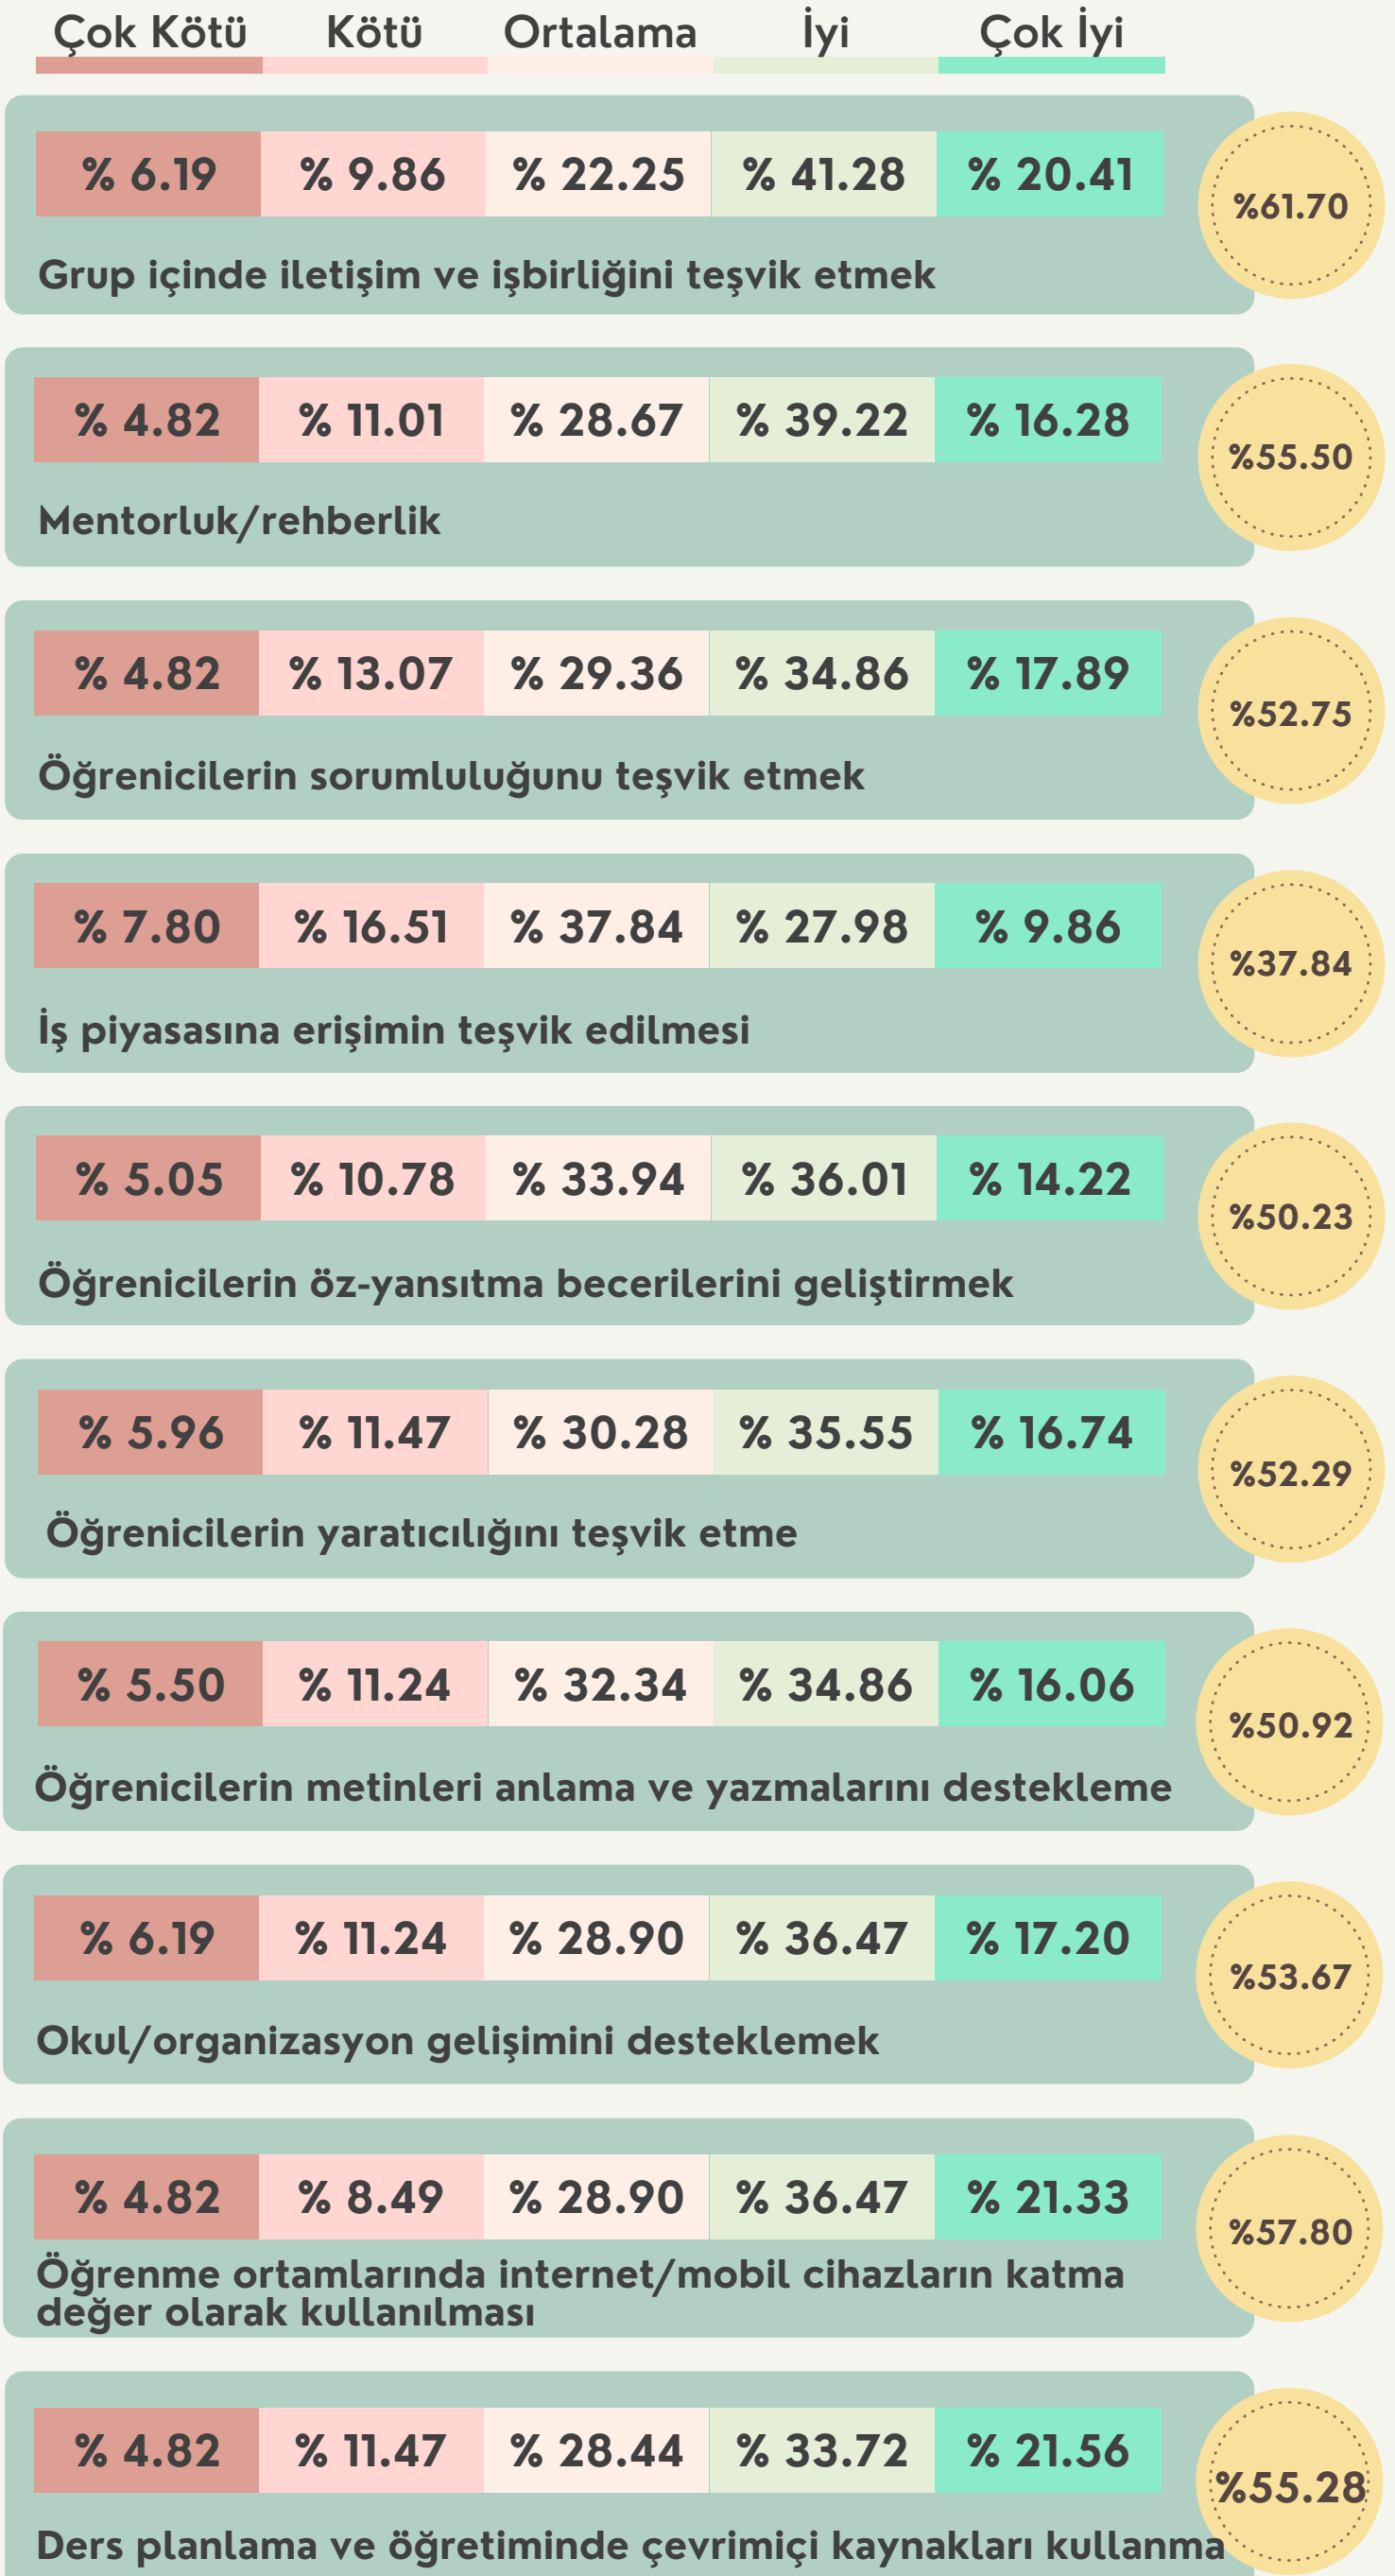 Çok Kötü Kötü Ortalama İyi Çok İyi
% 6.19 % 9.86 % 22.25 % 41.28 % 20.41
%61.70
Grup içinde iletişim ve işbirliğini teşvik etmek
% 4.82 % 11.01 % 28.67 % 39.22 % 16.28
%55.50
Mentorluk/rehberlik
% 4.82 % 13.07 % 29.36 % 34.86 % 17.89
%52.75
Öğrenicilerin sorumluluğunu teşvik etmek
% 7.80 % 16.51 % 37.84 % 27.98 % 9.86
%37.84
İş piyasasına erişimin teşvik edilmesi
% 5.05 % 10.78 % 33.94 % 36.01 % 14.22
%50.23
Öğrenicilerin öz-yansıtma becerilerini geliştirmek
% 5.96 % 11.47 % 30.28 % 35.55 % 16.74
%52.29
Öğrenicilerin yaratıcılığını teşvik etme
% 5.50 % 11.24 % 32.34 % 34.86 % 16.06
%50.92
Öğrenicilerin metinleri anlama ve yazmalarını destekleme
% 6.19 % 11.24 % 28.90 % 36.47 % 17.20
%53.67
Okul/organizasyon gelişimini desteklemek
% 4.82 % 8.49 % 28.90 % 36.47 % 21.33
%57.80
Öğrenme ortamlarında internet/mobil cihazların katma
değer olarak kullanılması
% 4.82 % 11.47 % 28.44 % 33.72 % 21.56
%55.28
Ders planlama ve öğretiminde çevrimiçi kaynakları kullanma